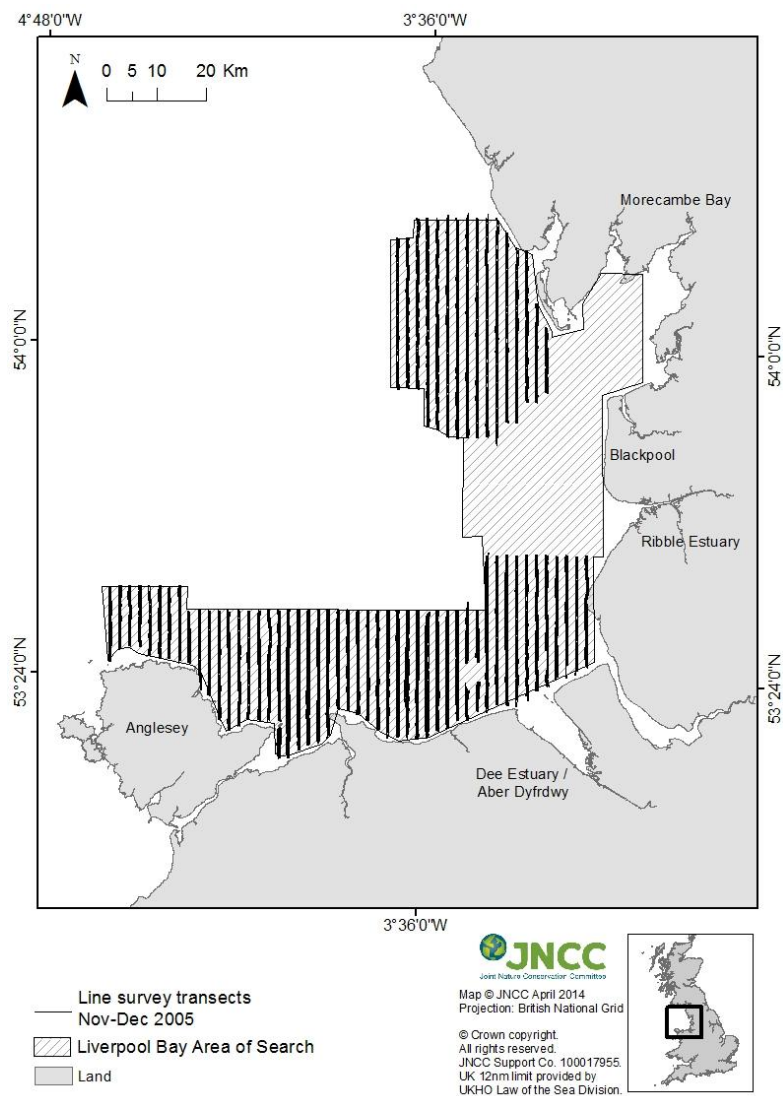 4°48'0"W
3°36'0"W
N
0 5 10 20 Km
Morecambe Bay
54°0'0"N
54°0'0"N
Blackpool
Ribble Estuary
53°24'0"N
53°24'0"N
Anglesey
Dee Estuary /
Aber Dyfrdwy
3°36'0"W
JNCC
Joint Nature Conservation Committee
Line survey transects
Nov-Dec 2005
Liverpool Bay Area of Search
Land
Map © JNCC April 2014
Projection: British National Grid
© Crown copyright.
All rights reserved.
JNCC Support Co. 100017955.
UK 12nm limit provided by
UKHO Law of the Sea Division.